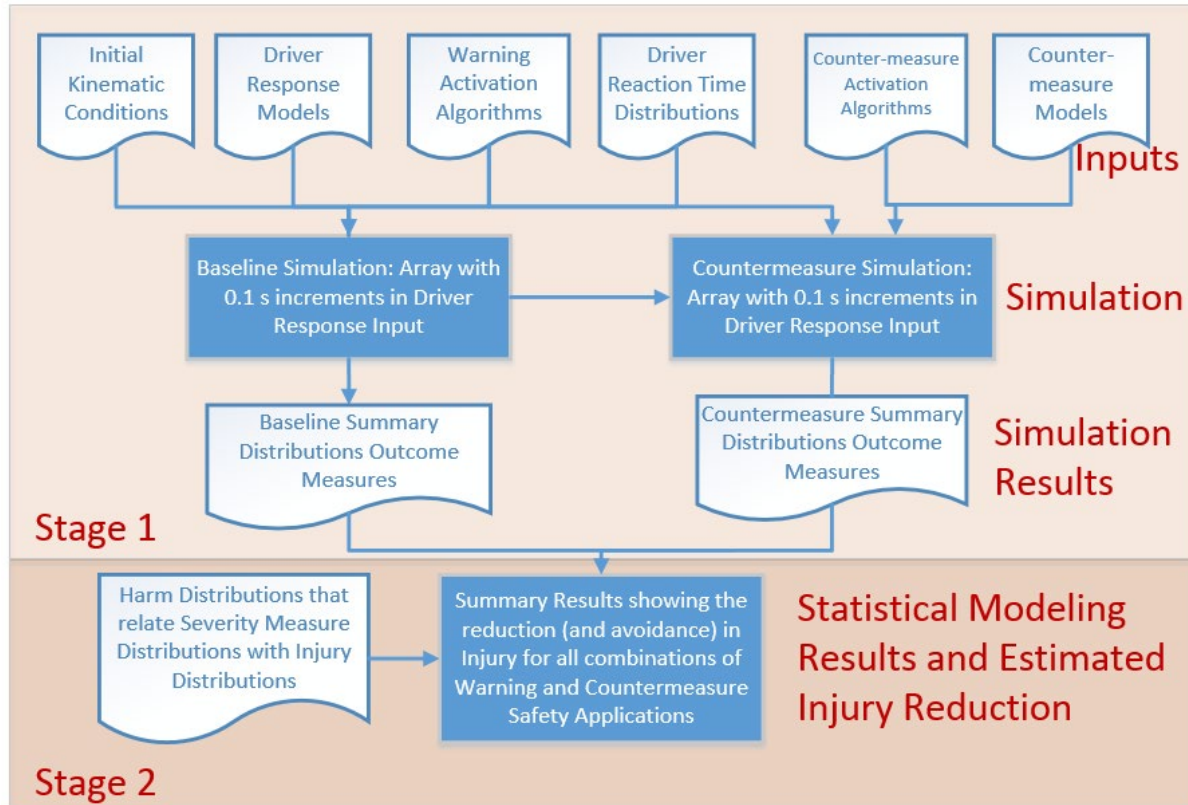 Initial
Kinematic
Conditions
Driver
Response
Models
Warning
Activation
Algorithms
Driver
Reaction Time
Distributions
Counter-measure
Activation
Algorithms
Counter-
measure
Models
Inputs
Baseline Simulation: Array with
0.1 s increments in Driver
Response Input
Countermeasure Simulation:
Array with 0.1 s increments in
Driver Response Input
Simulation
Baseline Summary
Distributions Outcome
Measures
Countermeasure Summary
Distributions Outcome
Measures
Simulation
Results
Stage 1
Harm Distributions that
relate Severity Measure
Distributions with Injury
Distributions
Summary Results showing the
reduction (and avoidance) in
Injury for all combinations of
Warning and Countermeasure
Safety Applications
Statistical Modeling
Results and Estimated
Injury Reduction
Stage 2